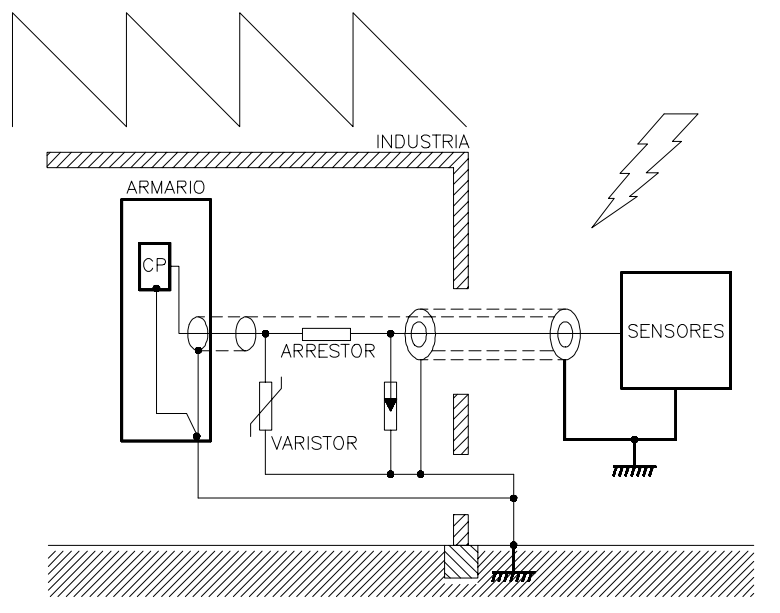 INDUSTRIA
ARMARIO
CP
SENSORES
ARRESTOR
VARISTOR